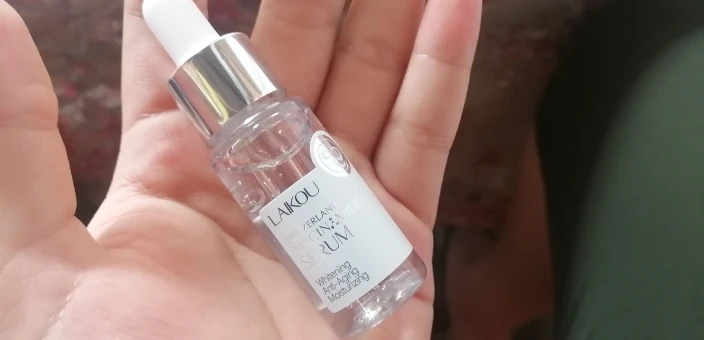 LAIKOU
SERUM
Whitening
Anti-Aging
Moisturizing